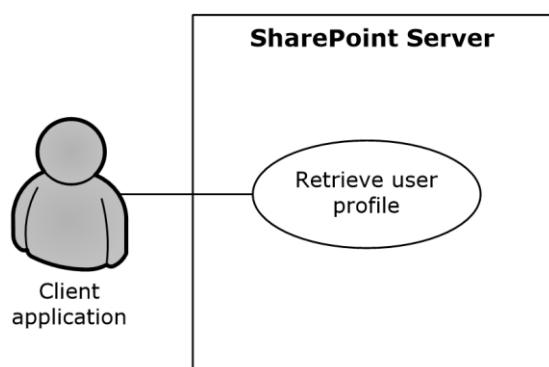 SharePoint Server
Retrieve user
profile
Client
application